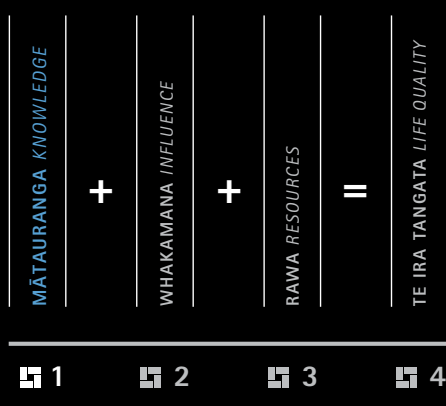 MĀTAURANGA KNOWLEDGE
+
WHAKAMANA INFLUENCE
+
RAWA RESOURCES
=
TE IRA TANGATA LIFE QUALITY
1
2
3
4